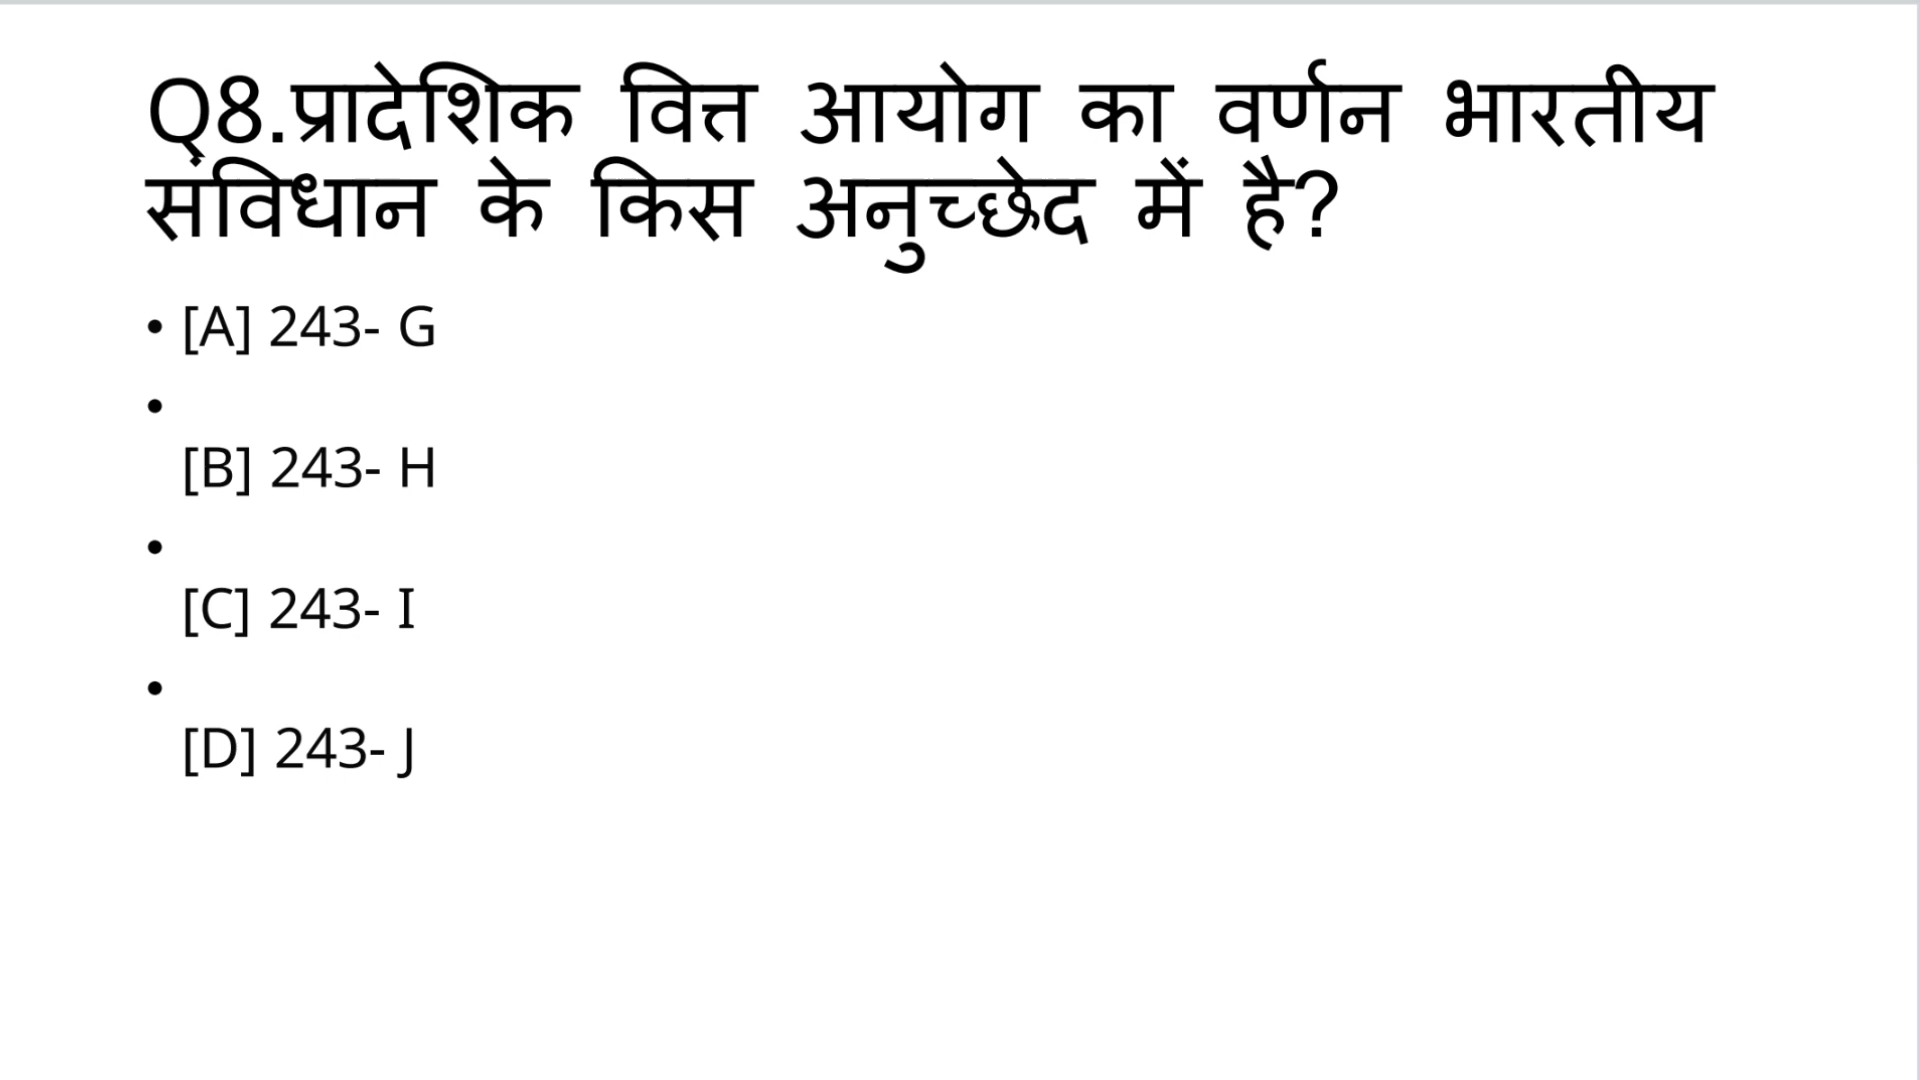 Q8.प्रादेशिक वित्त आयोग का वर्णन भारतीय
संविधान के किस अनुच्छेद में है?
• [A] 243- G
•
[B] 243- H
•
[C] 243- I
•
[D] 243- J